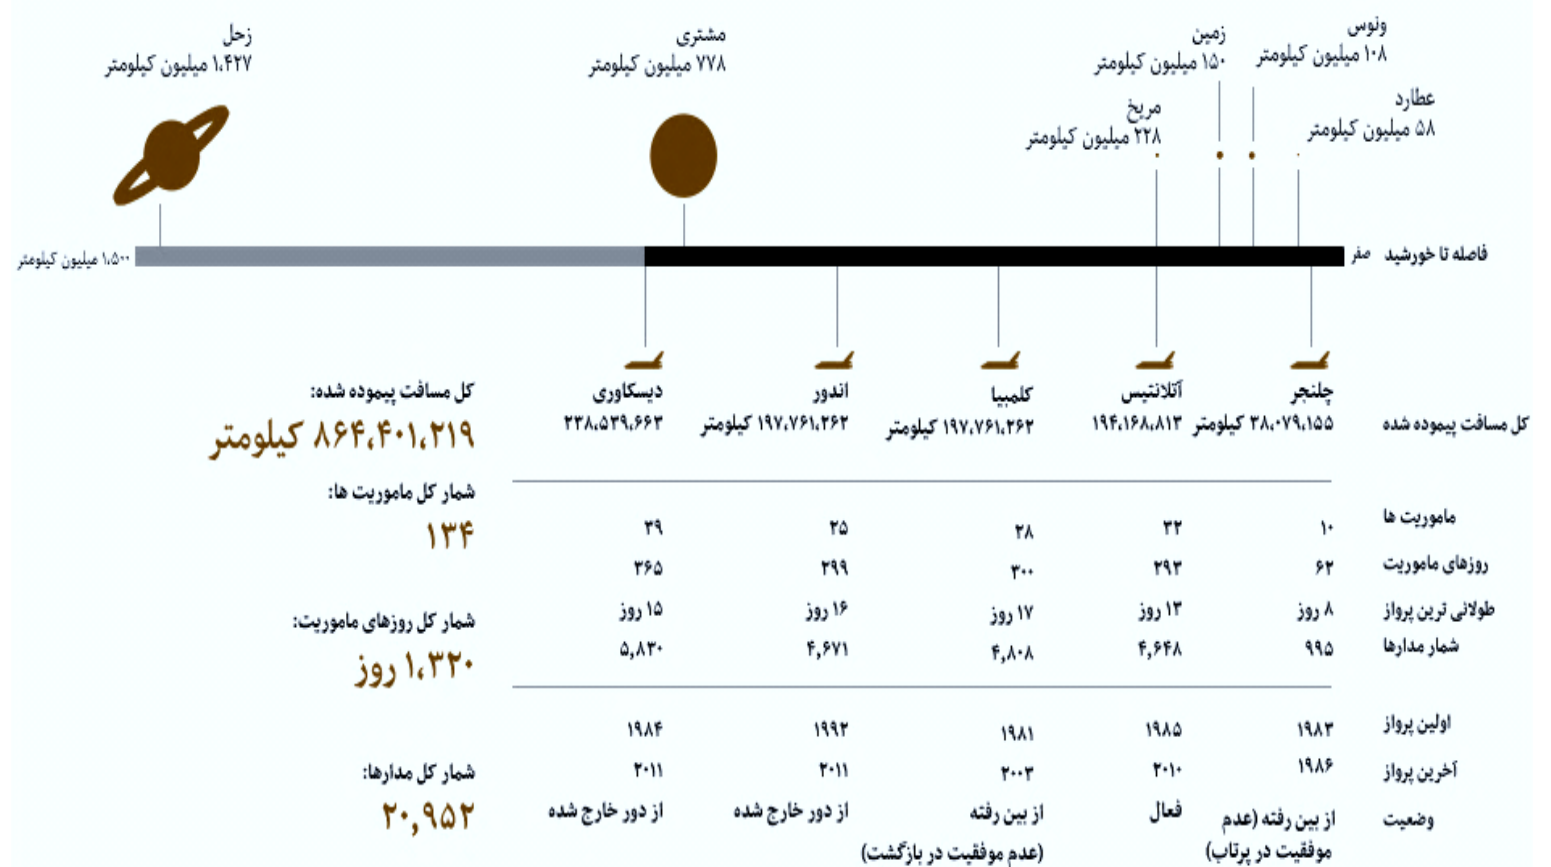 زحل
۱،۴۲۷ میلیون کیلومتر
مشتری
۷۷۸ میلیون کیلومتر
زمین
۱۵۰ میلیون کیلومتر
ونوس
۱۰۸ میلیون کیلومتر
مریخ
۲۲۸ میلیون کیلومتر
عطارد
۵۸ میلیون کیلومتر
فاصله تا خورشید
صفر
۱،۵۰۰ میلیون کیلومتر
چلنجر آتلانتیس کلمبیا اندور دیسکاوری
کل مسافت پیموده شده ۳۸،۰۷۹،۱۵۵ کیلومتر ۱۹۴،۱۶۸،۸۱۳ ۱۹۷،۷۶۱،۲۶۲ کیلومتر ۱۹۷،۷۶۱،۲۶۲ کیلومتر ۲۳۸،۵۳۹،۶۶۳
ماموریت ها ۱۰ ۳۲ ۲۸ ۲۵ ۳۹
روزهای ماموریت ۶۲ ۲۹۳ ۳۰۰ ۲۹۹ ۳۶۵
طولانی ترین پرواز ۸ روز ۱۳ روز ۱۷ روز ۱۶ روز ۱۵ روز
شمار مدارها ۹۹۵ ۴,۶۴۸ ۴,۸۰۸ ۴,۶۷۱ ۵,۸۳۰
اولین پرواز ۱۹۸۳ ۱۹۸۵ ۱۹۸۱ ۱۹۹۲ ۱۹۸۴
آخرین پرواز ۱۹۸۶ ۲۰۱۰ ۲۰۰۳ ۲۰۱۱ ۲۰۱۱
وضعیت از بین رفته (عدم فعال از بین رفته از دور خارج شده از دور خارج شده
موفقیت در پرتاب) (عدم موفقیت در بازگشت)
کل مسافت پیموده شده:
۸۶۴،۴۰۱،۲۱۹ کیلومتر
شمار کل ماموریت ها:
۱۳۴
شمار کل روزهای ماموریت:
۱،۳۲۰ روز
شمار کل مدارها:
۲۰,۹۵۲